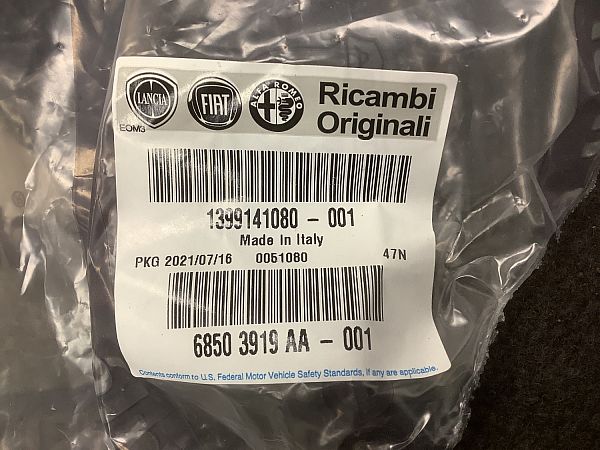 LANCIA FIAT ALFA ROMEO Ricambi
EOM3 Originali
1399141080 - 001
Made In Italy
PKG 2021/07/16 0051080 47N
6850 3919 AA - 001
Contents conform to U.S. Federal Motor Vehicle Safety Standards, if any are applicable.